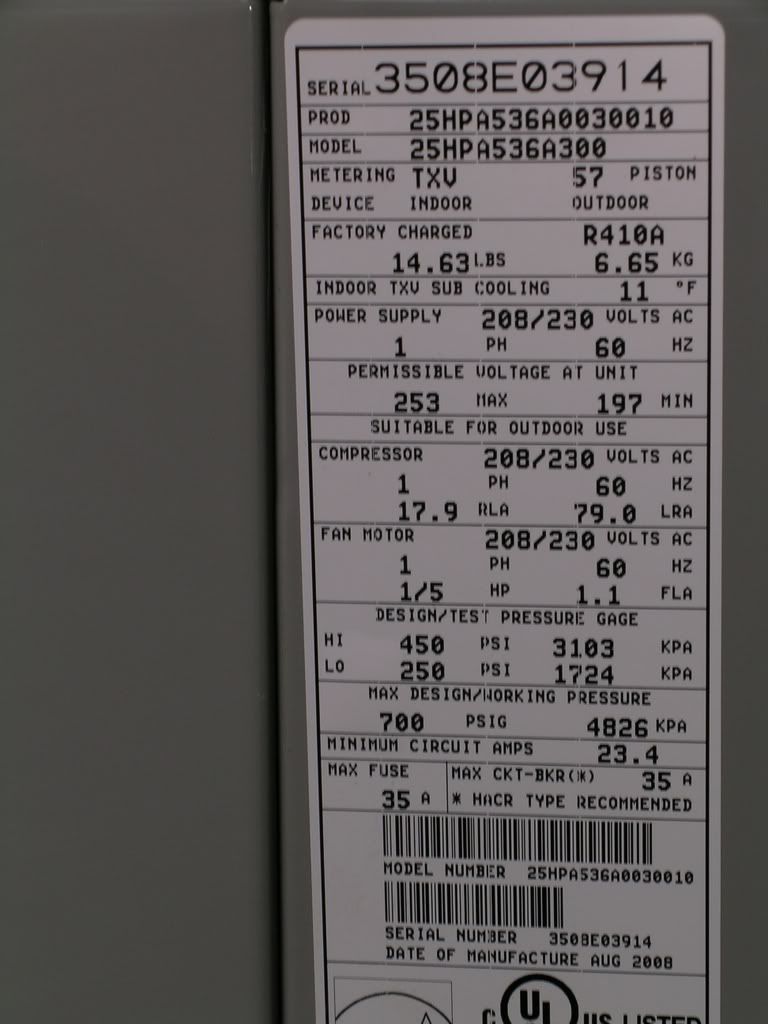 SERIAL 3508E03914
PROD 25HPA536A0030010
MODEL 25HPA536A300
METERING TXV 57 PISTON
DEVICE INDOOR OUTDOOR
FACTORY CHARGED R410A
14.63 LBS 6.65 KG
INDOOR TXV SUB COOLING 11 °F
POWER SUPPLY 208/230 VOLTS AC
1 PH 60 HZ
PERMISSIBLE VOLTAGE AT UNIT
253 MAX 197 MIN
SUITABLE FOR OUTDOOR USE
COMPRESSOR 208/230 VOLTS AC
1 PH 60 HZ
17.9 RLA 79.0 LRA
FAN MOTOR 208/230 VOLTS AC
1 PH 60 HZ
1/5 HP 1.1 FLA
DESIGN/TEST PRESSURE GAGE
HI 450 PSI 3103 KPA
LO 250 PSI 1724 KPA
MAX DESIGN/WORKING PRESSURE
700 PSIG 4826 KPA
MINIMUM CIRCUIT AMPS 23.4
MAX FUSE MAX CKT-BKR(*) 35 A
35 A * HACR TYPE RECOMMENDED
MODEL NUMBER 25HPA536A0030010
SERIAL NUMBER 3508E03914
DATE OF MANUFACTURE AUG 2008
C UL US LISTED